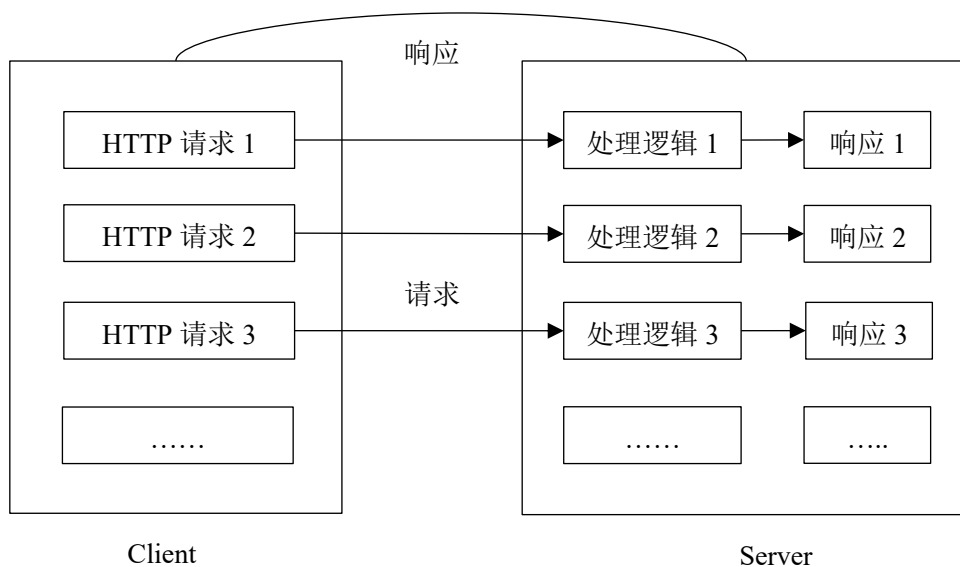 响应
HTTP 请求 1
处理逻辑 1
响应 1
HTTP 请求 2
处理逻辑 2
响应 2
请求
HTTP 请求 3
处理逻辑 3
响应 3
……
……
…..
Client
Server